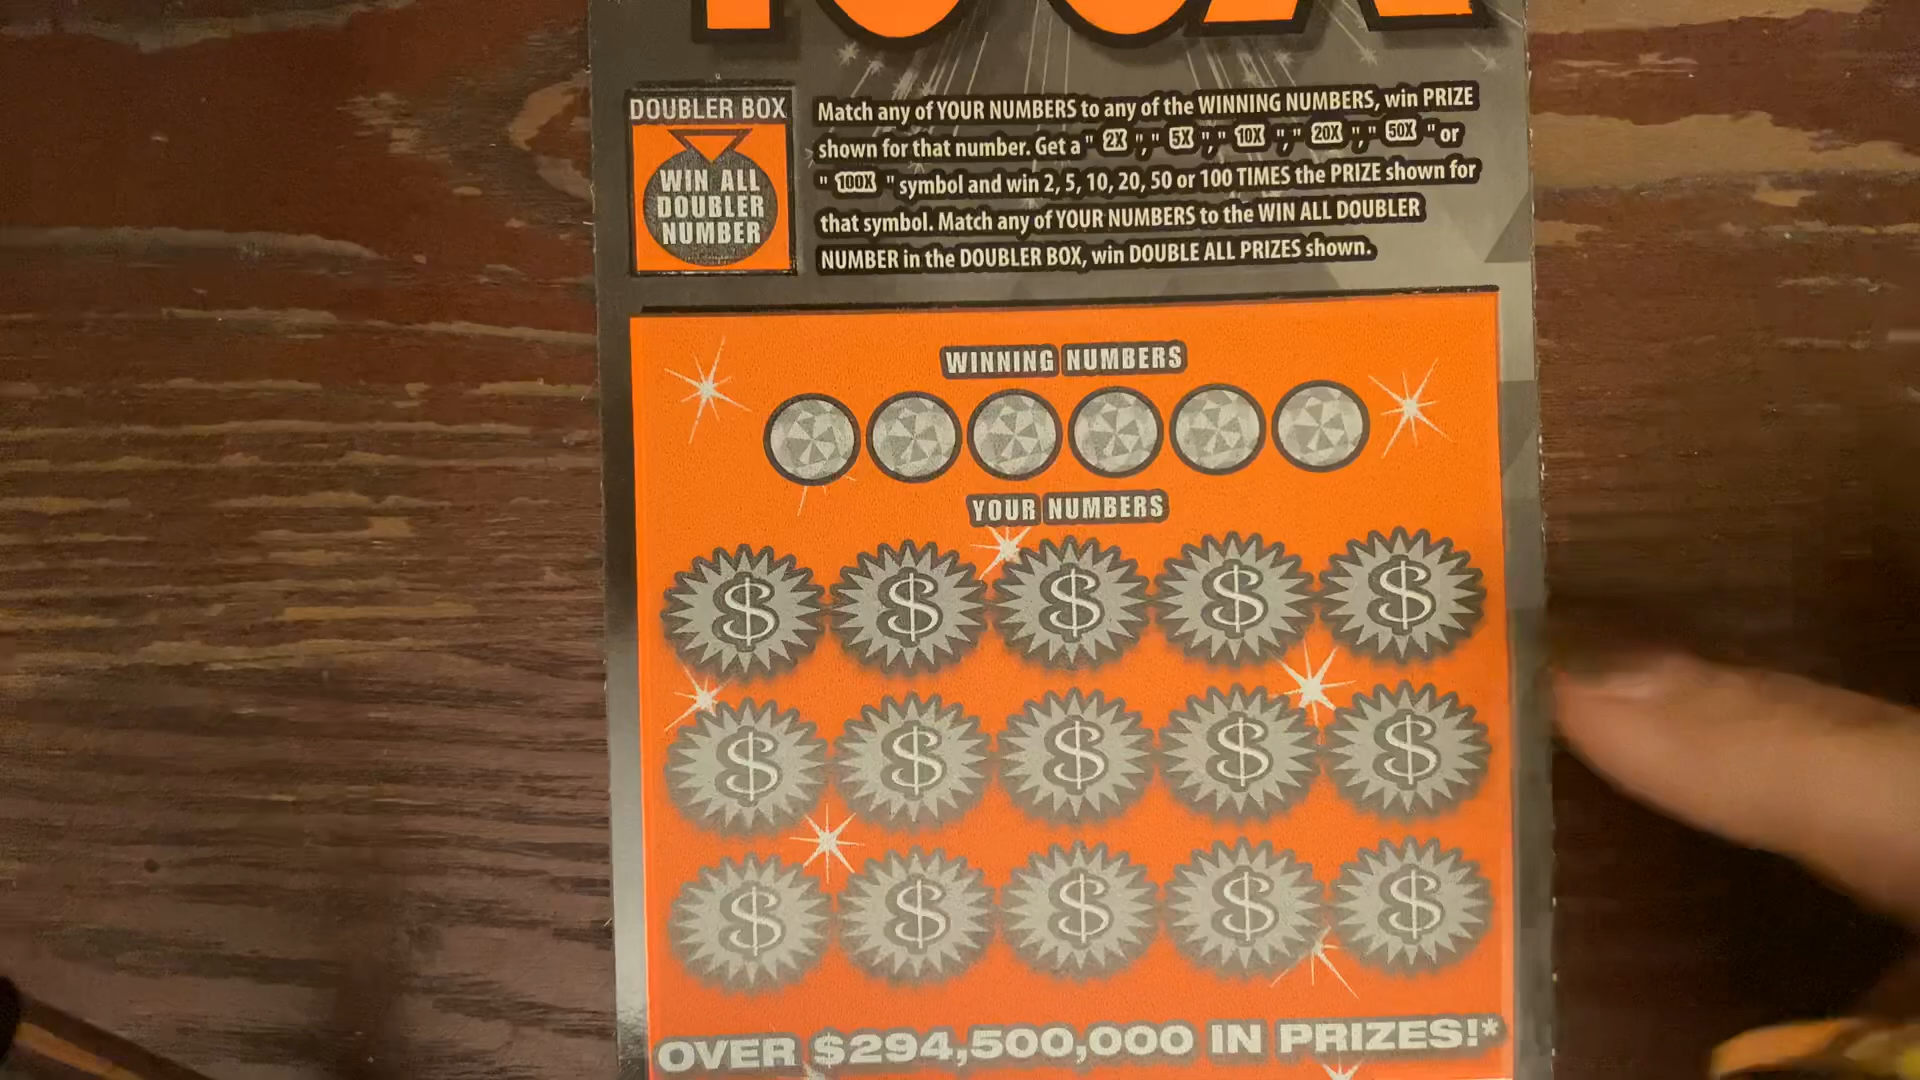 100X
DOUBLER BOX
WIN ALL
DOUBLER
NUMBER
Match any of YOUR NUMBERS to any of the WINNING NUMBERS, win PRIZE
shown for that number. Get a " 2X "," 5X "," 10X "," 20X "," 50X " or
" 100X " symbol and win 2, 5, 10, 20, 50 or 100 TIMES the PRIZE shown for
that symbol. Match any of YOUR NUMBERS to the WIN ALL DOUBLER
NUMBER in the DOUBLER BOX, win DOUBLE ALL PRIZES shown.
WINNING NUMBERS
YOUR NUMBERS
$ $ $ $ $
$ $ $ $ $
$ $ $ $ $
OVER $294,500,000 IN PRIZES!*